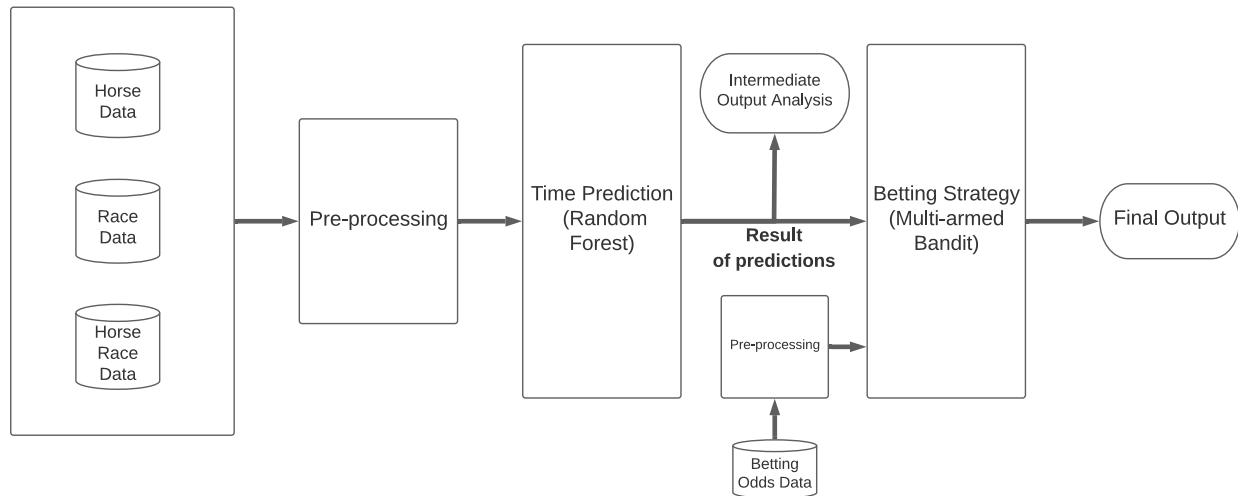 Horse
Data
Race
Data
Horse
Race
Data
Pre-processing
Time Prediction
(Random
Forest)
Intermediate
Output Analysis
Result
of predictions
Pre-processing
Betting
Odds Data
Betting Strategy
(Multi-armed
Bandit)
Final Output